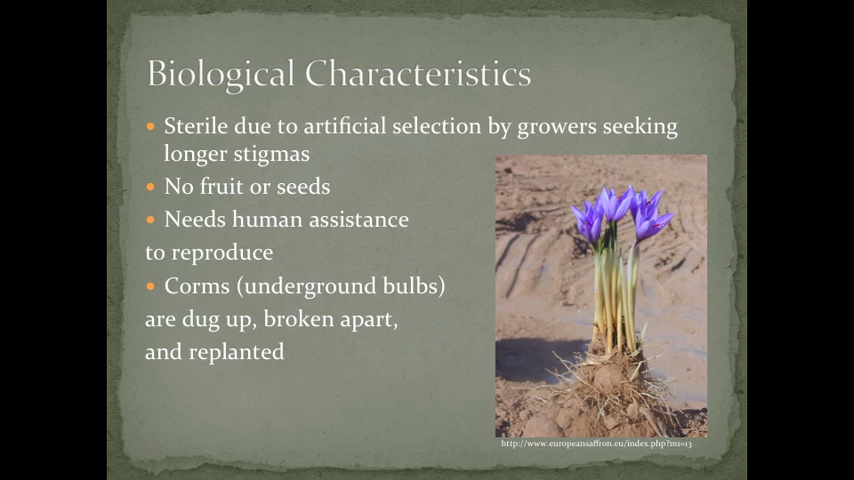 Biological Characteristics
• Sterile due to artificial selection by growers seeking
longer stigmas
• No fruit or seeds
• Needs human assistance
to reproduce
• Corms (underground bulbs)
are dug up, broken apart,
and replanted
http://www.europeansaffron.eu/index.php?m1=13